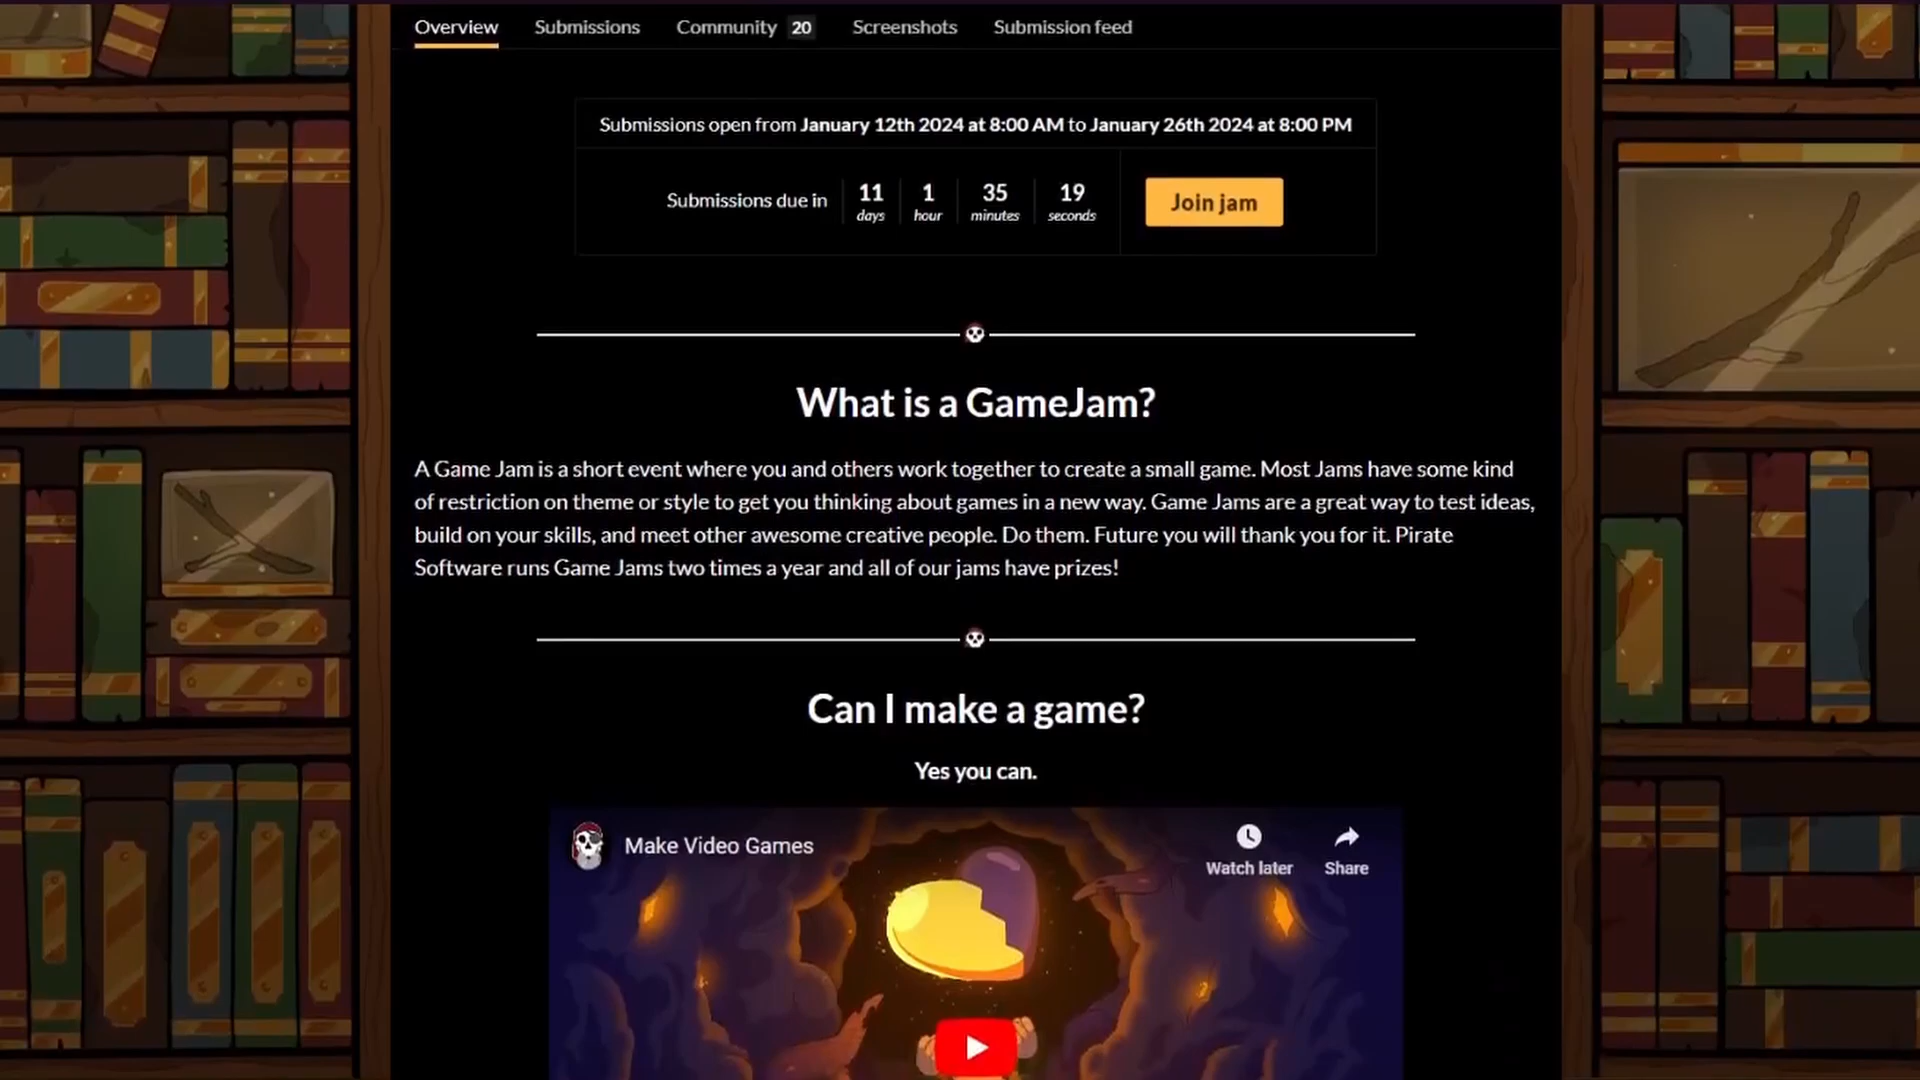 Overview Submissions Community 20 Screenshots Submission feed
Submissions open from January 12th 2024 at 8:00 AM to January 26th 2024 at 8:00 PM
Submissions due in 11 days 1 hour 35 minutes 19 seconds Join jam
What is a GameJam?
A Game Jam is a short event where you and others work together to create a small game. Most Jams have some kind
of restriction on theme or style to get you thinking about games in a new way. Game Jams are a great way to test ideas,
build on your skills, and meet other awesome creative people. Do them. Future you will thank you for it. Pirate
Software runs Game Jams two times a year and all of our jams have prizes!
Can I make a game?
Yes you can.
Make Video Games
Watch later Share